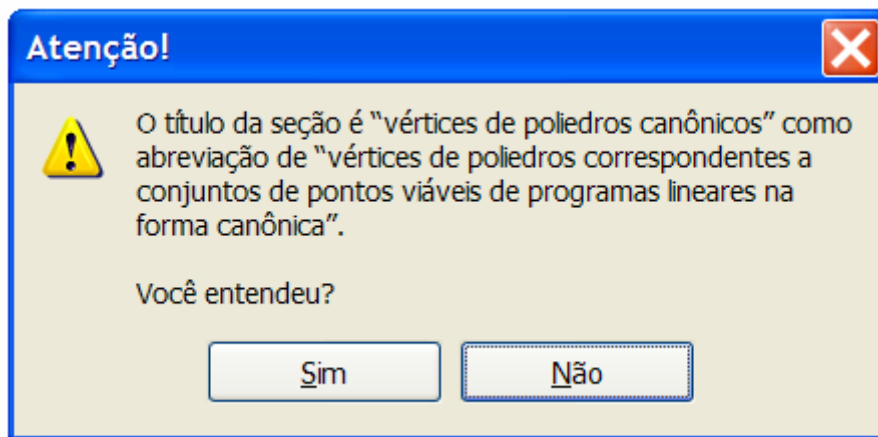 Atenção!
O título da seção é “vértices de poliedros canônicos” como
abreviação de “vértices de poliedros correspondentes a
conjuntos de pontos viáveis de programas lineares na
forma canônica”.
Você entendeu?
Sim
Não